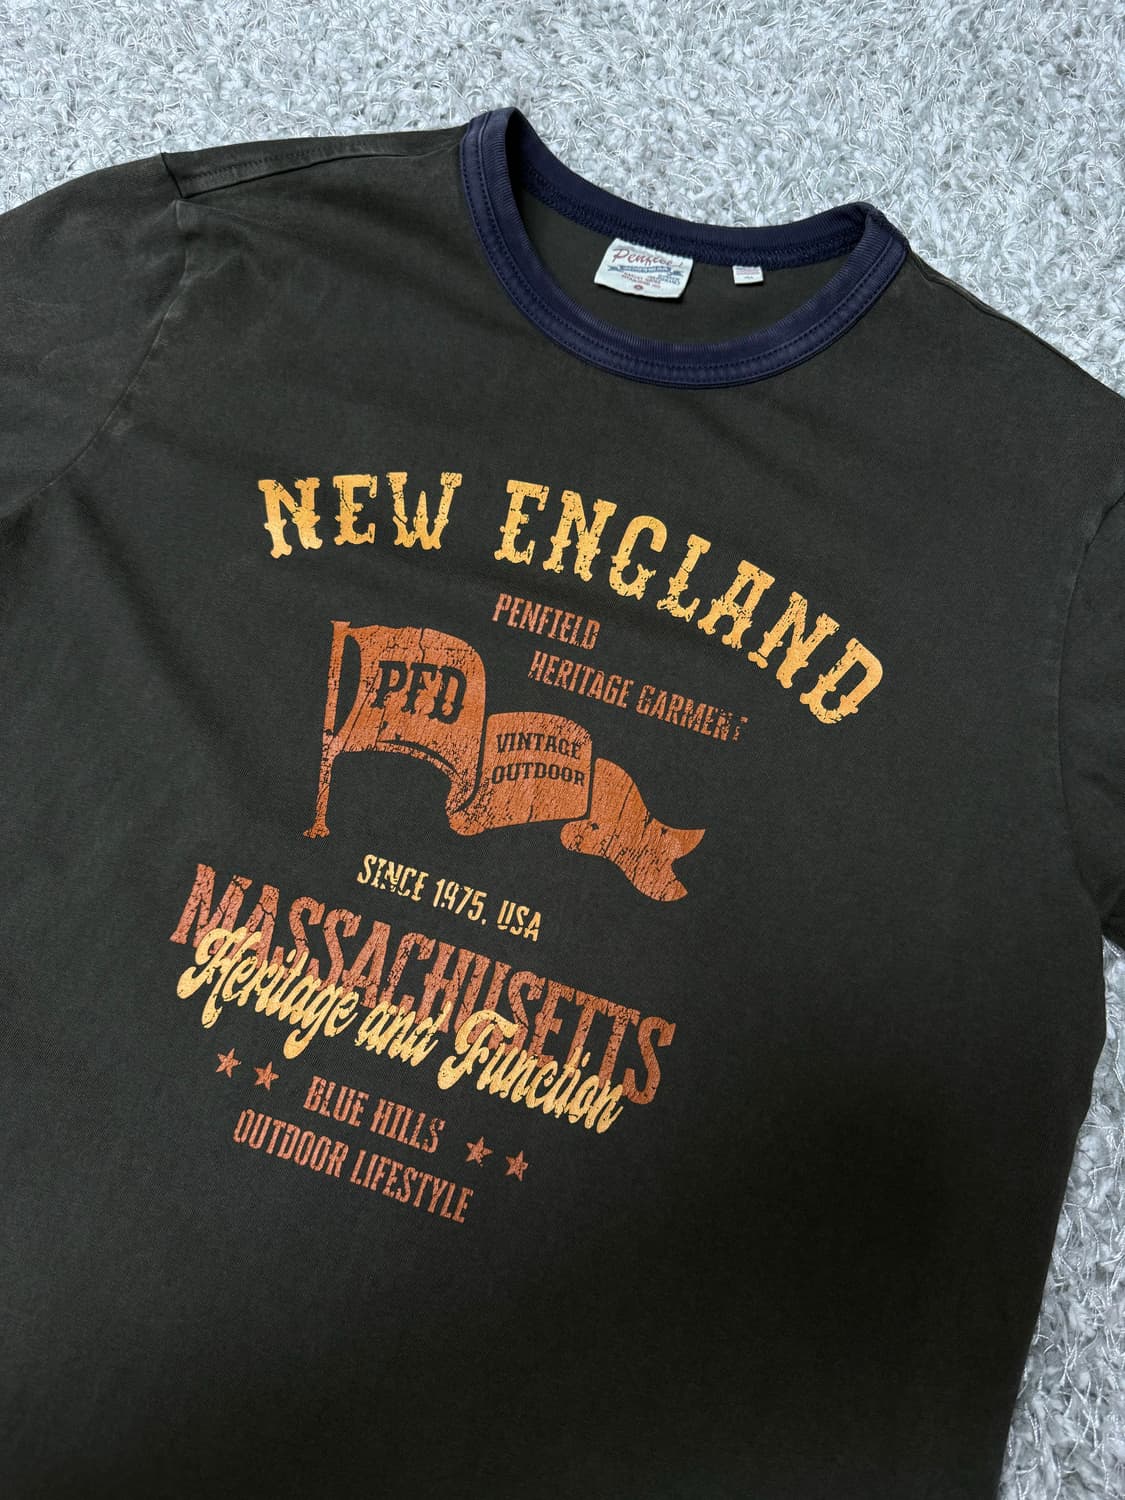 Penfield
NEW ENGLAND
PENFIELD
HERITAGE GARMENT
PFD
VINTAGE
OUTDOOR
SINCE 1975, USA
MASSACHUSETTS
Heritage and Function
BLUE HILLS
OUTDOOR LIFESTYLE